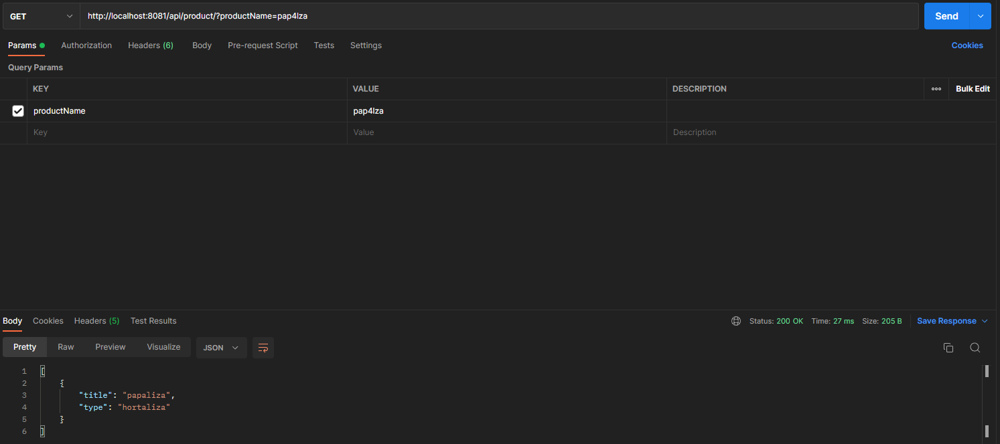 GET http://localhost:8081/api/product/?productName=pap4lza Send
Params Authorization Headers (6) Body Pre-request Script Tests Settings Cookies
Query Params
KEY VALUE DESCRIPTION Bulk Edit
productName pap4lza
Key Value Description
Body Cookies Headers (5) Test Results Status: 200 OK Time: 27 ms Size: 205 B Save Response
Pretty Raw Preview Visualize JSON
1 [
2 {
3 "title": "papaliza",
4 "type": "hortaliza"
5 }
6 ]